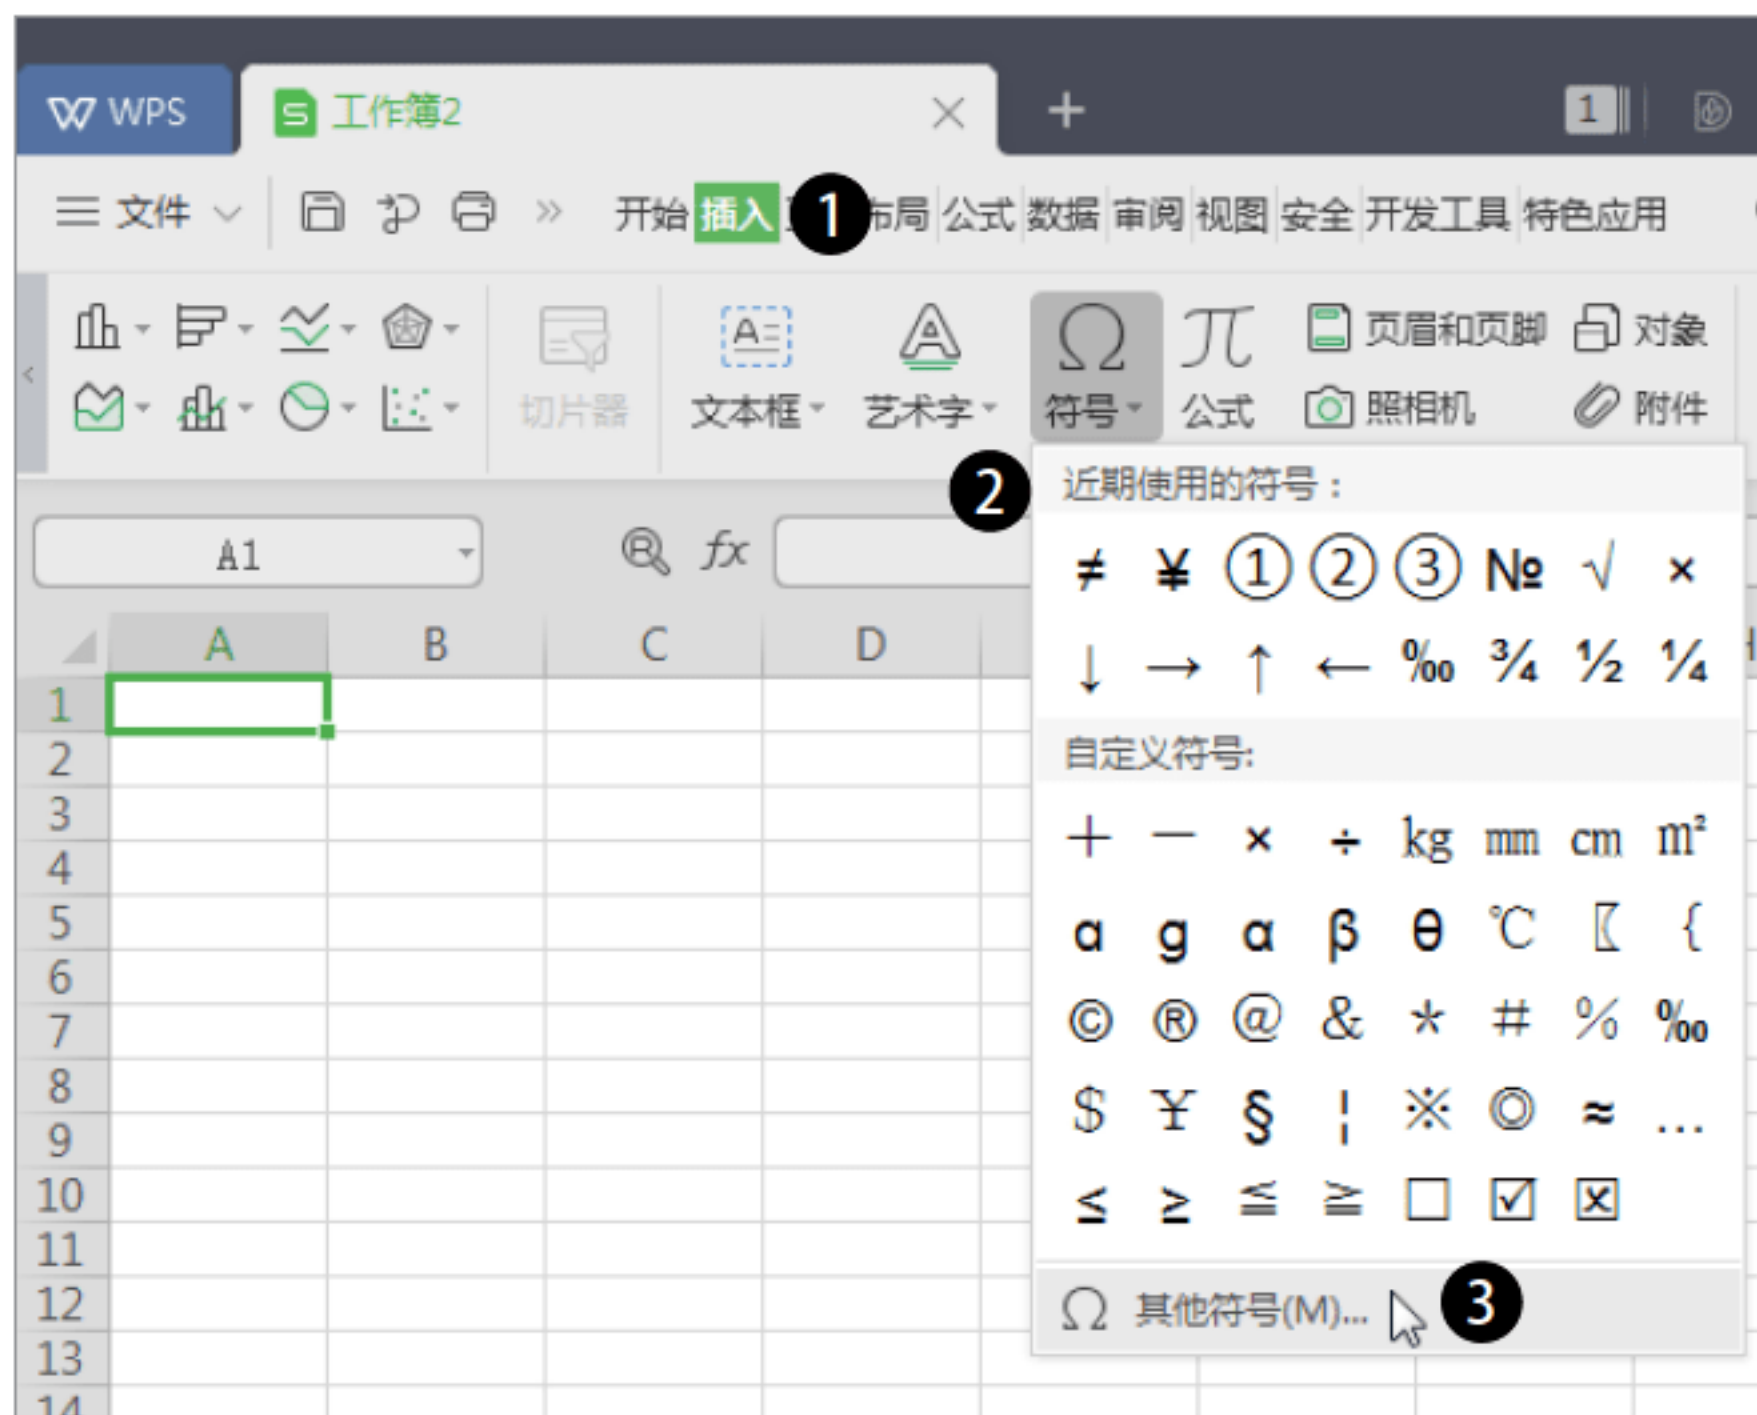 WPS 工作簿2 1
文件 开始 插入 1 布局 公式 数据 审阅 视图 安全 开发工具 特色应用
切片器 文本框 艺术字 符号 公式 页眉和页脚 对象
照相机 附件
2 近期使用的符号：
A1 fx
≠ ¥ ① ② ③ № √ ×
↓ → ↑ ← ‰ ¾ ½ ¼
A B C D
自定义符号:
＋ － × ÷ kg mm cm m²
ɑ g α β θ ℃ 〖 {
© ® @ & * # % ‰
$ ￥ § ¦ ※ ◎ ≈ …
≤ ≥ ≦ ≧ □ ☑ ☒
Ω 其他符号(M)... 3
1
2
3
4
5
6
7
8
9
10
11
12
13
14